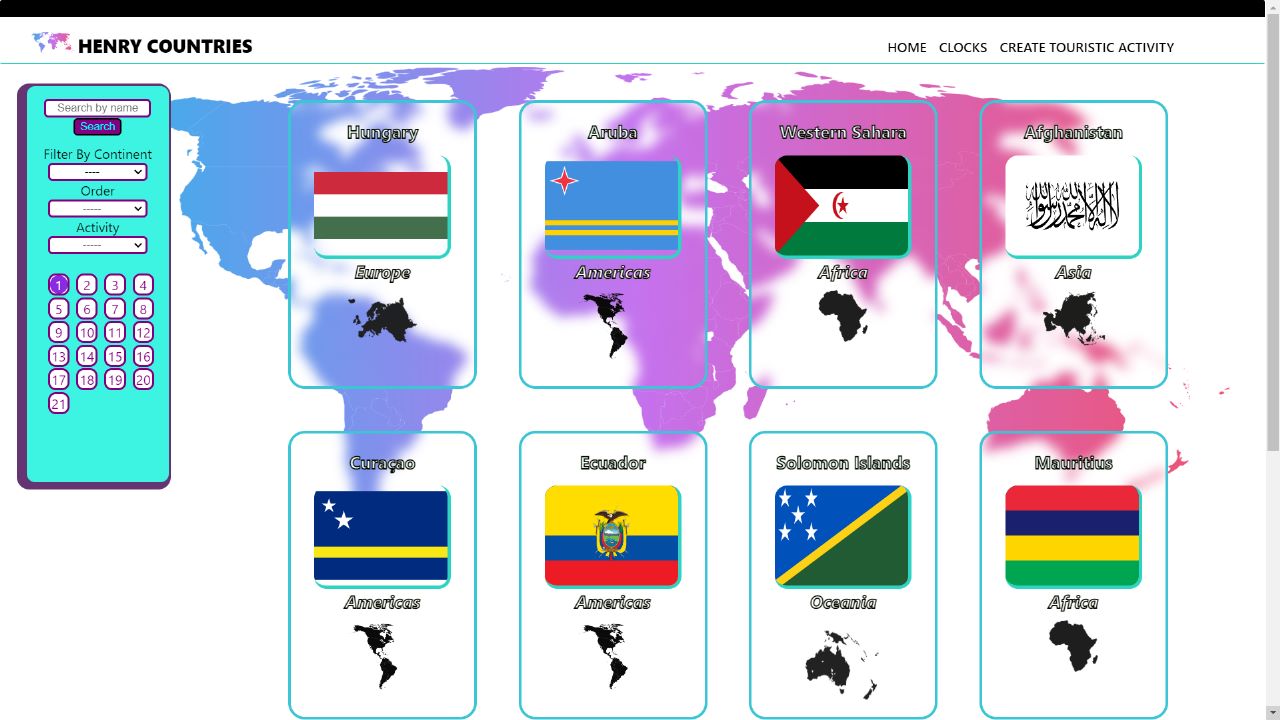 HENRY COUNTRIES
HOME CLOCKS CREATE TOURISTIC ACTIVITY
Search by name
Search
Filter By Continent
----
Order
-----
Activity
-----
1 2 3 4
5 6 7 8
9 10 11 12
13 14 15 16
17 18 19 20
21
Hungary Aruba Western Sahara Afghanistan
Europe Americas Africa Asia
Curaçao Ecuador Solomon Islands Mauritius
Americas Americas Oceania Africa